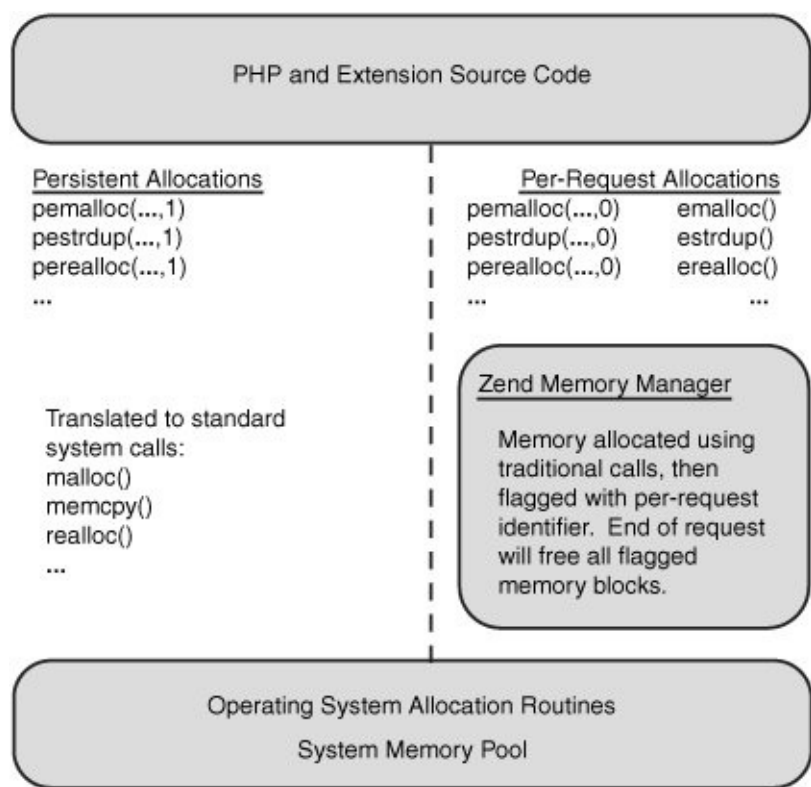 PHP and Extension Source Code
Persistent Allocations
pemalloc(...,1)
pestrdup(...,1)
perealloc(...,1)
...
Per-Request Allocations
pemalloc(...,0) emalloc()
pestrdup(...,0) estrdup()
perealloc(...,0) erealloc()
... ...
Translated to standard
system calls:
malloc()
memcpy()
realloc()
...
Zend Memory Manager
Memory allocated using
traditional calls, then
flagged with per-request
identifier. End of request
will free all flagged
memory blocks.
Operating System Allocation Routines
System Memory Pool